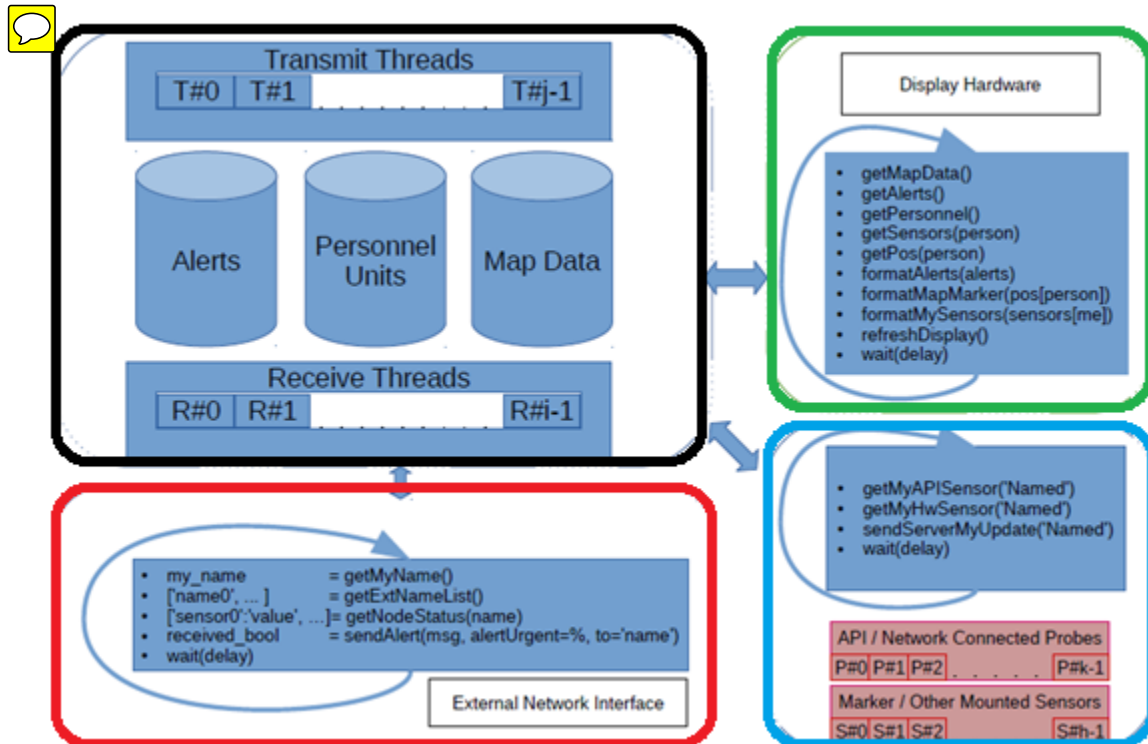 Transmit Threads
T#0 T#1 . . . . . . . . . . . . T#j-1
Alerts
Personnel
Units
Map Data
Receive Threads
R#0 R#1 . . . . . . . . . . . . R#i-1
Display Hardware
• getMapData()
• getAlerts()
• getPersonnel()
• getSensors(person)
• getPos(person)
• formatAlerts(alerts)
• formatMapMarker(pos[person])
• formatMySensors(sensors[me])
• refreshDisplay()
• wait(delay)
• my_name = getMyName()
• ['name0', ... ] = getExtNameList()
• ['sensor0':'value', ...]= getNodeStatus(name)
• received_bool = sendAlert(msg, alertUrgent=%, to='name')
• wait(delay)
External Network Interface
• getMyAPISensor('Named')
• getMyHwSensor('Named')
• sendServerMyUpdate('Named')
• wait(delay)
API / Network Connected Probes
P#0 P#1 P#2 . . . . . P#k-1
Marker / Other Mounted Sensors
S#0 S#1 S#2 S#h-1